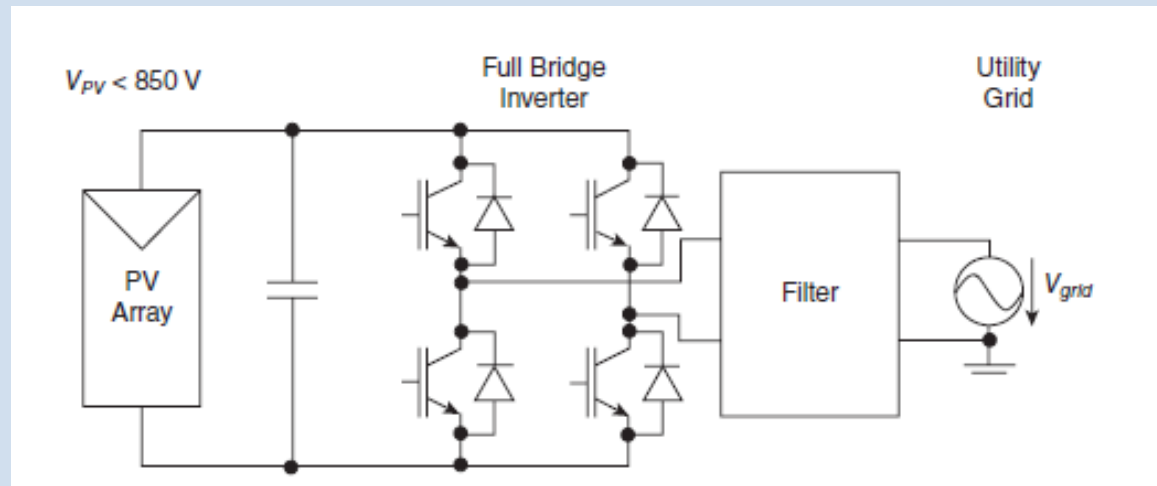 V_PV < 850 V
Full Bridge
Inverter
Utility
Grid
PV
Array
Filter
V_grid